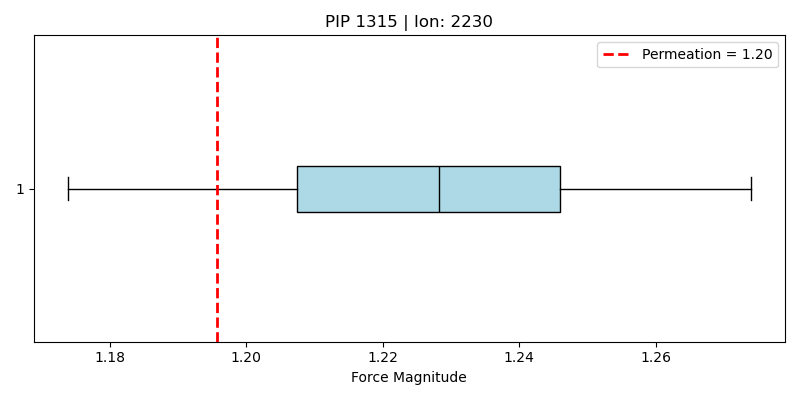 PIP 1315 | Ion: 2230
Permeation = 1.20
1
1.18 1.20 1.22 1.24 1.26
Force Magnitude